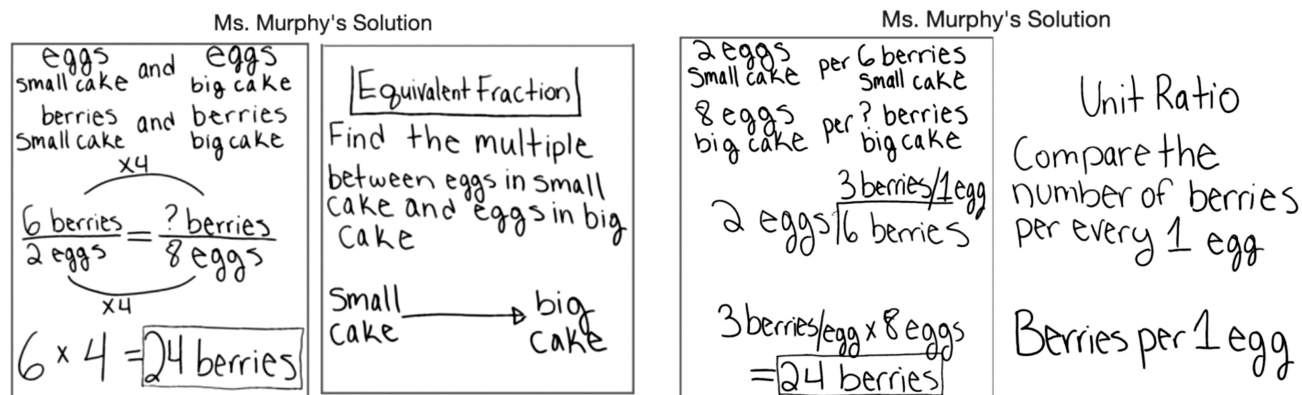 Ms. Murphy's Solution
eggs and eggs
small cake big cake
berries and berries
small cake big cake
x4
6 berries = ? berries
2 eggs 8 eggs
x4
6 × 4 = 24 berries
Equivalent Fraction
Find the multiple
between eggs in small
cake and eggs in big
cake
Small big
cake cake
Ms. Murphy's Solution
2 eggs per 6 berries
Small cake small cake
8 eggs per ? berries
big cake big cake
3 berries/1 egg
2 eggs 6 berries
3 berries/egg x 8 eggs
= 24 berries
Unit Ratio
Compare the
number of berries
per every 1 egg
Berries per 1 egg